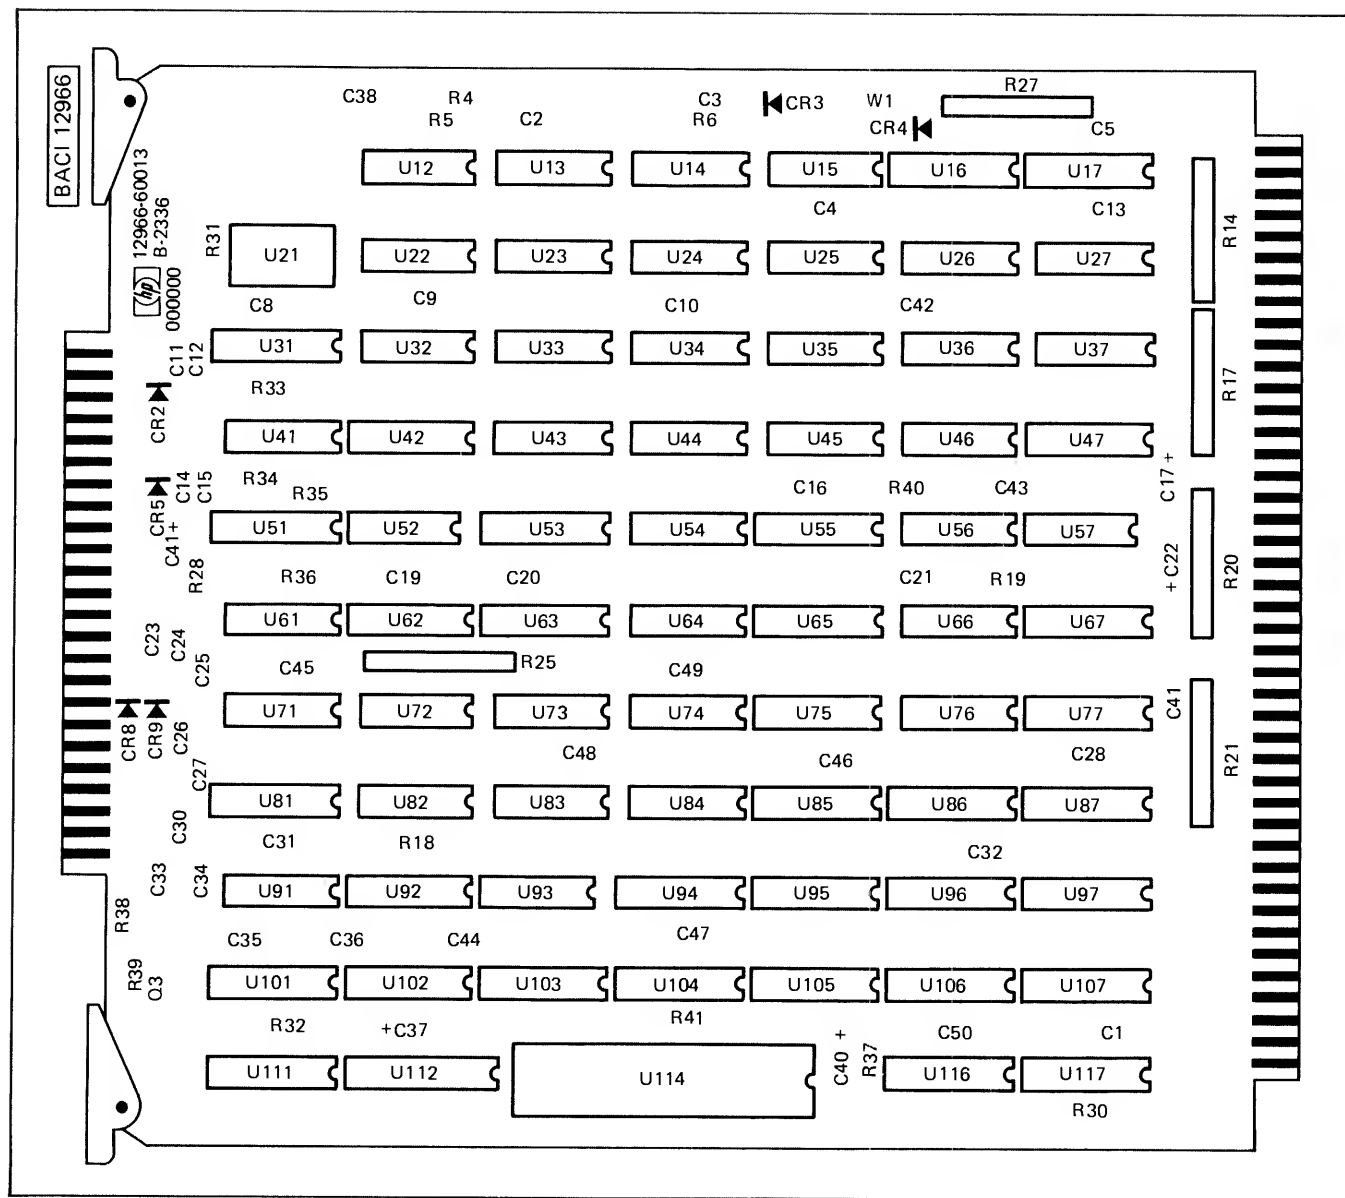 BACI 12966
12966-60013
B-2336
hp
000000
C38 R4 C3 CR3 W1 R27
R5 C2 R6 CR4 C5
U12 U13 U14 U15 U16 U17
C4 C13
R31 U21 U22 U23 U24 U25 U26 U27 R14
C8 C9 C10 C42
C11 C12 U31 U32 U33 U34 U35 U36 U37
R33 R17
CR2 U41 U42 U43 U44 U45 U46 U47
C14 C15 R34 R35 C16 R40 C43 C17 +
CR5 C41+ U51 U52 U53 U54 U55 U56 U57
R28 R36 C19 C20 C21 R19 + C22 R20
C23 C24 U61 U62 U63 U64 U65 U66 U67
C25 C45 R25 C49
CR8 CR9 C26 U71 U72 U73 U74 U75 U76 U77 C41
C27 C48 C46 C28 R21
C30 U81 U82 U83 U84 U85 U86 U87
C31 R18 C32
C33 C34 U91 U92 U93 U94 U95 U96 U97
R38 C35 C36 C44 C47
R39 Q3 U101 U102 U103 U104 U105 U106 U107
R32 +C37 R41 C50 C1
U111 U112 U114 C40 + R37 U116 U117
R30